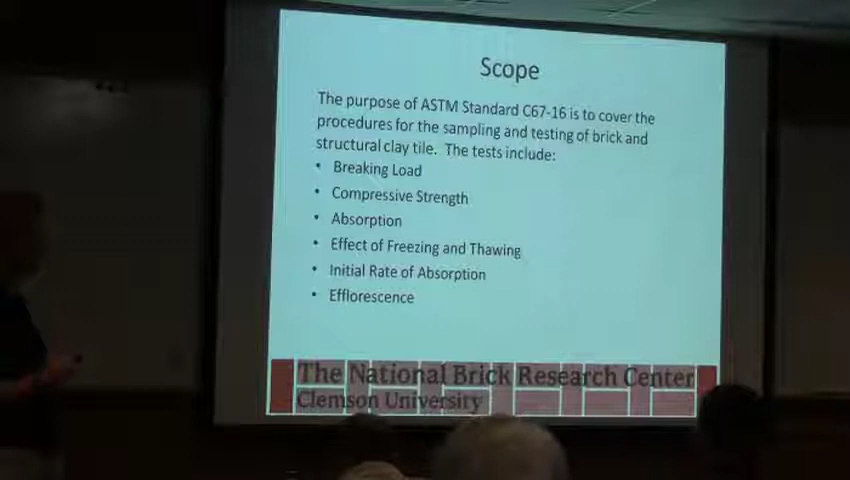 Scope
The purpose of ASTM Standard C67-16 is to cover the
procedures for the sampling and testing of brick and
structural clay tile. The tests include:
• Breaking Load
• Compressive Strength
• Absorption
• Effect of Freezing and Thawing
• Initial Rate of Absorption
• Efflorescence
The National Brick Research Center
Clemson University